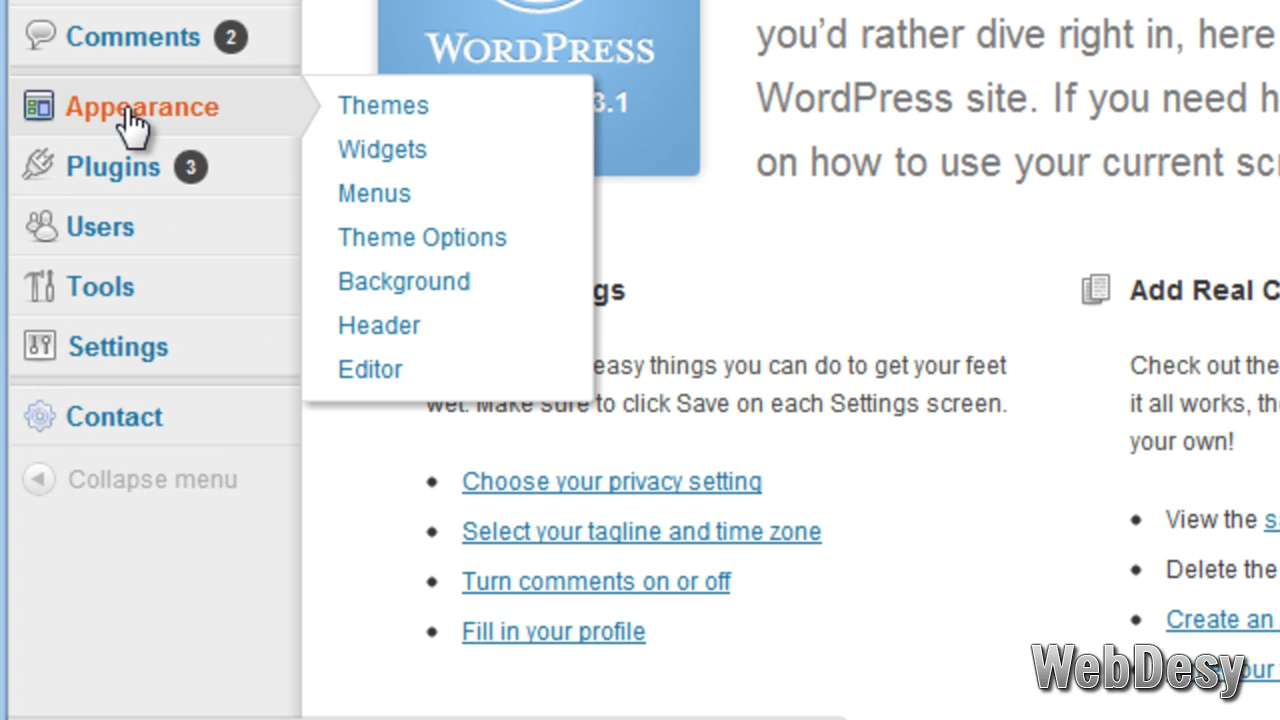 Comments 2
Appearance
Plugins 3
Users
Tools
Settings
Contact
Collapse menu
Themes
Widgets
Menus
Theme Options
Background
Header
Editor
WORDPRESS
3.1
you'd rather dive right in, here
WordPress site. If you need h
on how to use your current scr
gs
easy things you can do to get your feet
wet. Make sure to click Save on each Settings screen.
Choose your privacy setting
Select your tagline and time zone
Turn comments on or off
Fill in your profile
Add Real C
Check out the
it all works, the
your own!
View the s
Delete the
Create an
our
WebDesy